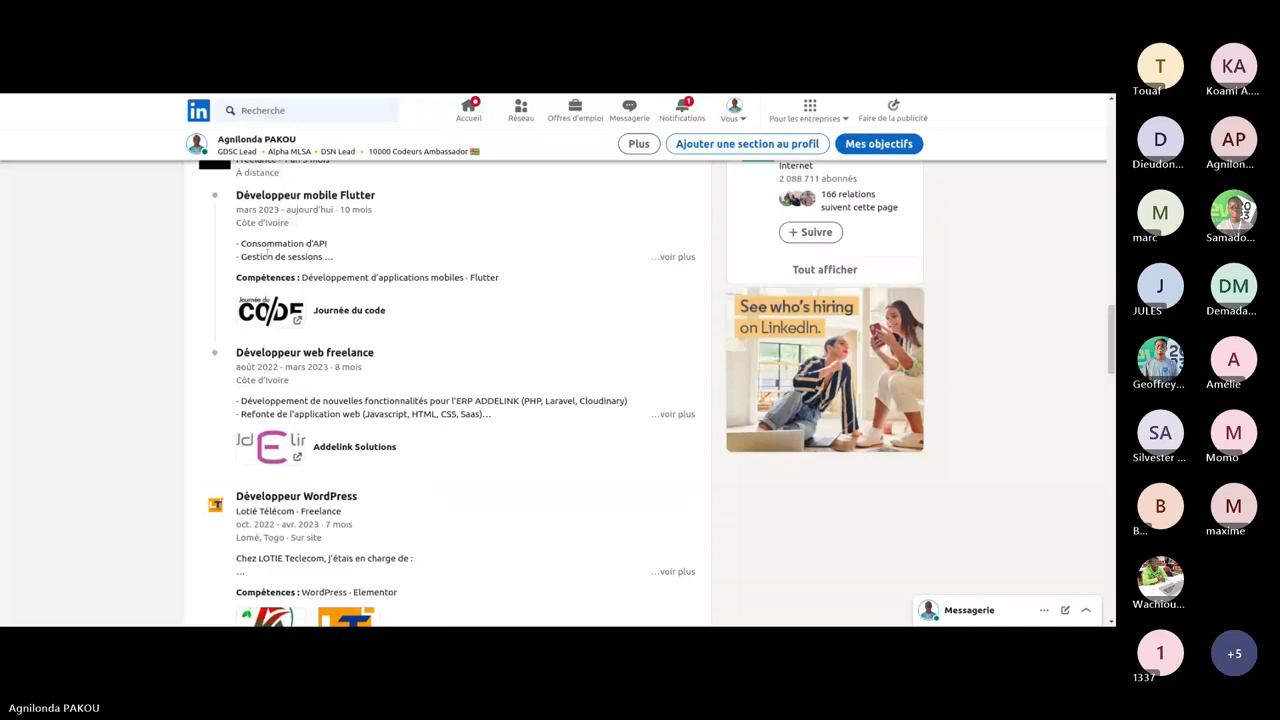 Recherche
Accueil
Réseau
Offres d'emploi
Messagerie
1
Notifications
Vous
Pour les entreprises
Faire de la publicité
Agnilonda PAKOU
GDSC Lead Alpha MLSA DSN Lead 10000 Codeurs Ambassador
Plus
Ajouter une section au profil
Mes objectifs
À distance
Développeur mobile Flutter
mars 2023 - aujourd'hui · 10 mois
Côte d'Ivoire
- Consommation d'API
- Gestion de sessions …
…voir plus
Compétences : Développement d'applications mobiles · Flutter
Journée du
CO/DE
Journée du code
Développeur web freelance
août 2022 - mars 2023 · 8 mois
Côte d'Ivoire
- Développement de nouvelles fonctionnalités pour l'ERP ADDELINK (PHP, Laravel, Cloudinary)
- Refonte de l'application web (Javascript, HTML, CSS, Saas)…
…voir plus
Addelink Solutions
Développeur WordPress
Lotié Télécom · Freelance
oct. 2022 - avr. 2023 · 7 mois
Lomé, Togo · Sur site
Chez LOTIE Teclecom, j'étais en charge de :
…
…voir plus
Compétences : WordPress · Elementor
Internet
2 088 711 abonnés
166 relations
suivent cette page
+ Suivre
Tout afficher
See who's hiring
on LinkedIn.
Messagerie
T
Touaf
KA
Koami A...
D
Dieudon...
AP
Agnilon...
M
marc
Samado...
J
JULES
DM
Demada...
Geoffrey...
A
Amélie
SA
Silvester ...
M
Momo
B
B...
M
maxime
Wachiou...
1
1337
+5
Agnilonda PAKOU